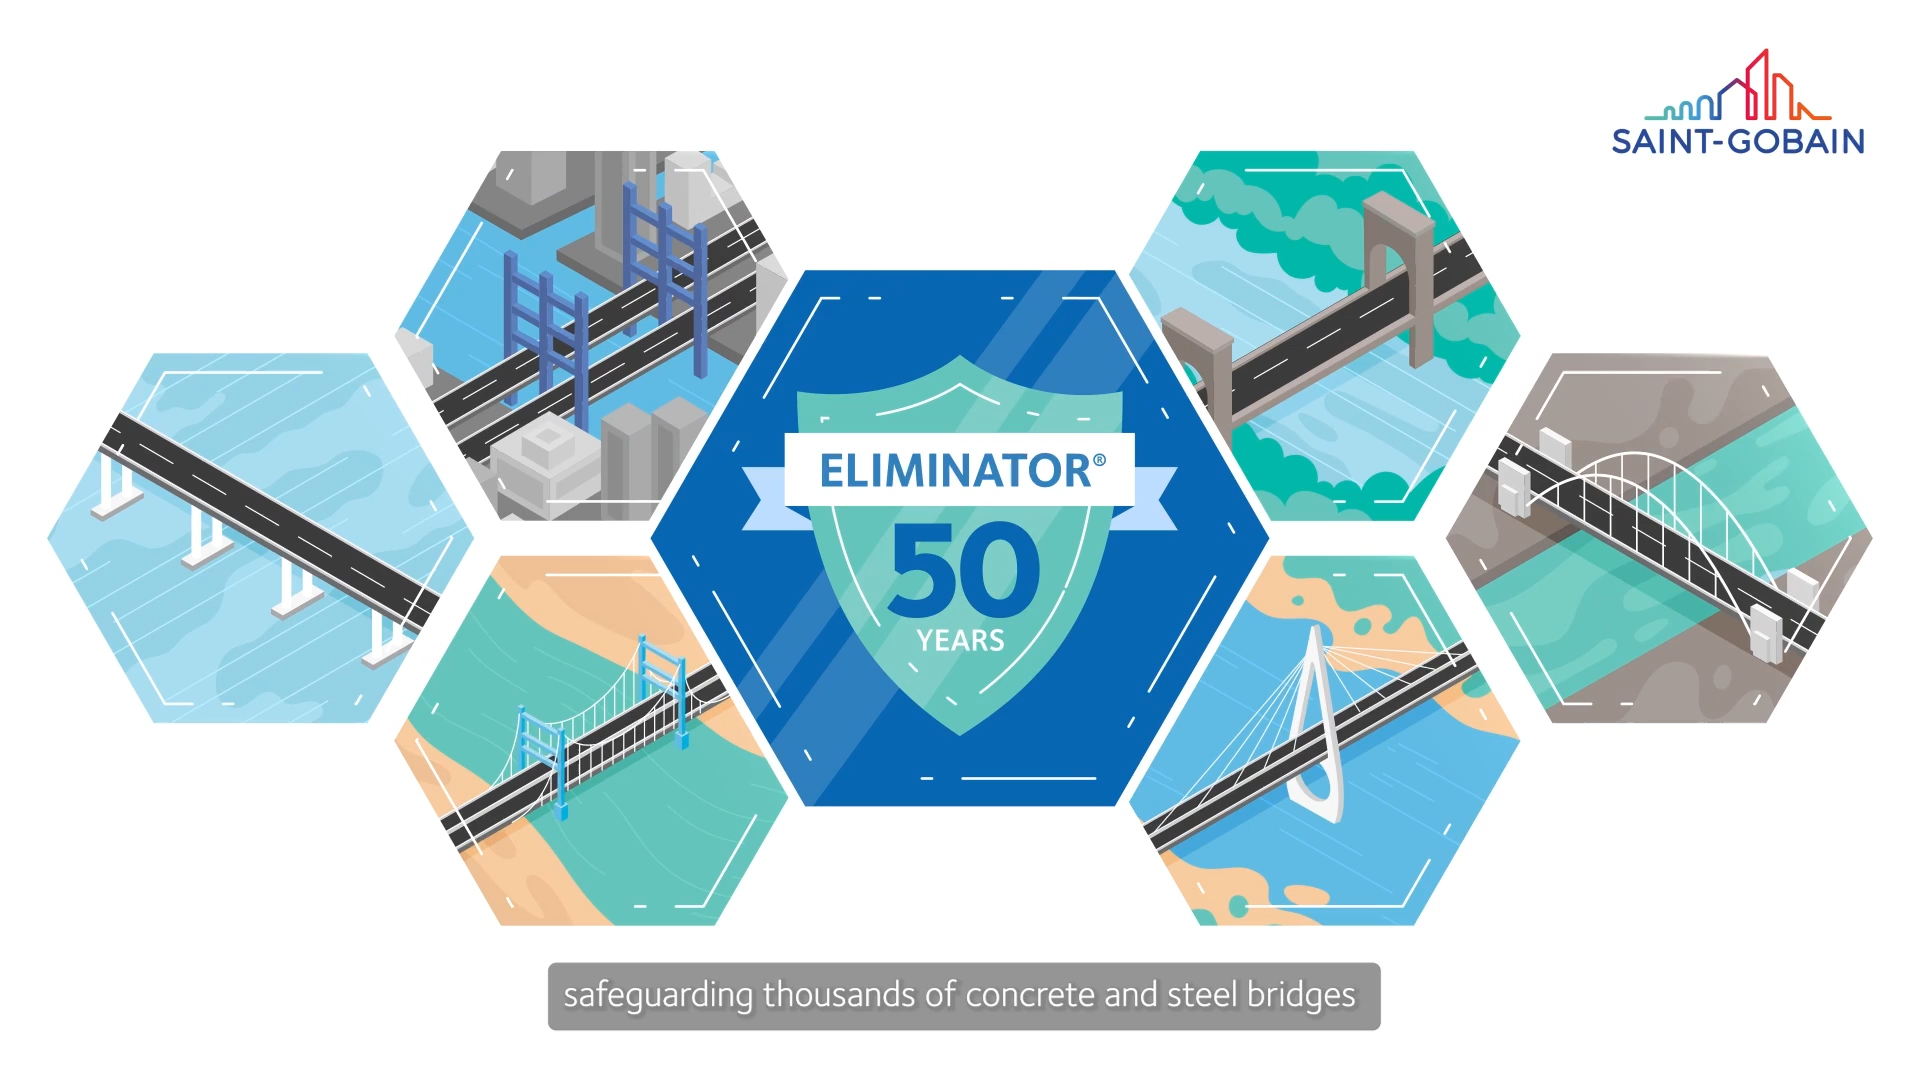 SAINT-GOBAIN
ELIMINATOR®
50
YEARS
safeguarding thousands of concrete and steel bridges